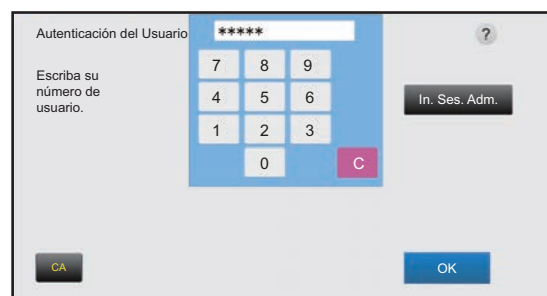 Autenticación del Usuario
*****
?
Escriba su
número de
usuario.
7 8 9
4 5 6
1 2 3
0 C
In. Ses. Adm.
CA
OK